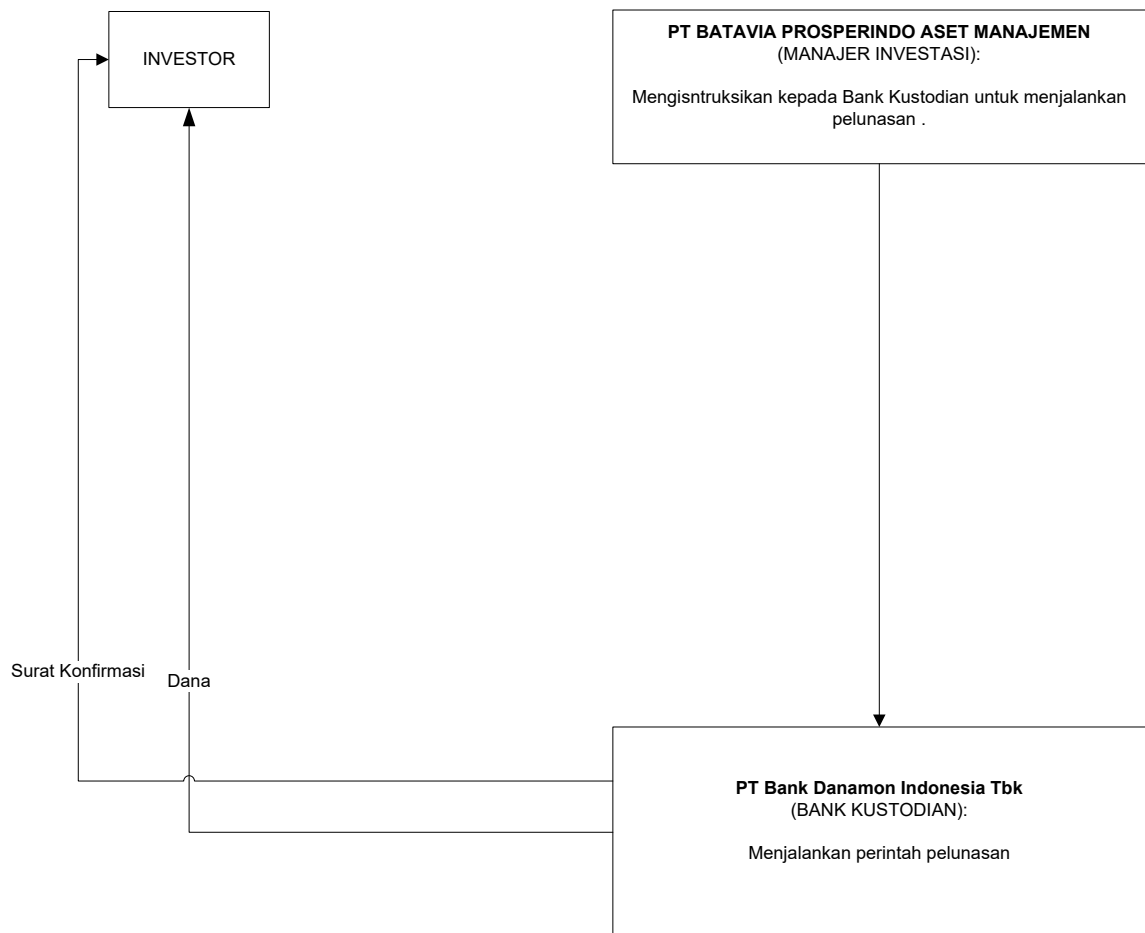 INVESTOR
PT BATAVIA PROSPERINDO ASET MANAJEMEN
(MANAJER INVESTASI):
Mengisntruksikan kepada Bank Kustodian untuk menjalankan
pelunasan .
Surat Konfirmasi
Dana
PT Bank Danamon Indonesia Tbk
(BANK KUSTODIAN):
Menjalankan perintah pelunasan